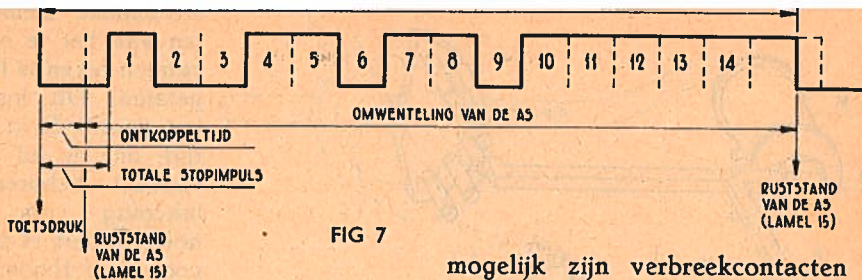 1 2 3 4 5 6 7 8 9 10 11 12 13 14
OMWENTELING VAN DE AS
ONTKOPPELTIJD
TOTALE STOPIMPULS
TOETSDRUK
RUSTSTAND
VAN DE AS
(LAMEL 15)
FIG 7
RUSTSTAND
VAN DE AS
(LAMEL 15)
mogelijk zijn verbreekcontacten